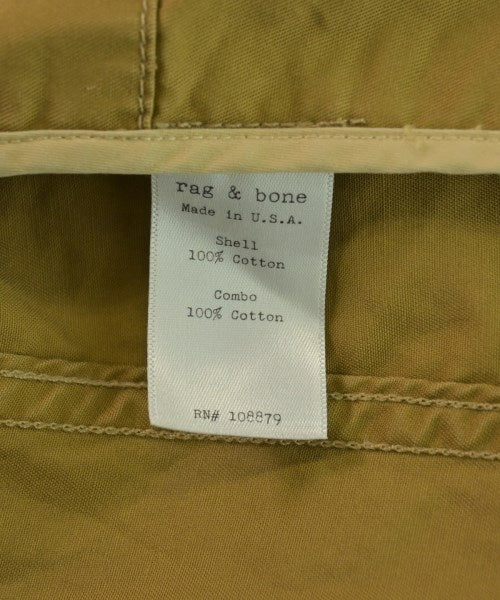 rag & bone
Made in U.S.A.
Shell
100% Cotton
Combo
100% Cotton
RN# 108879